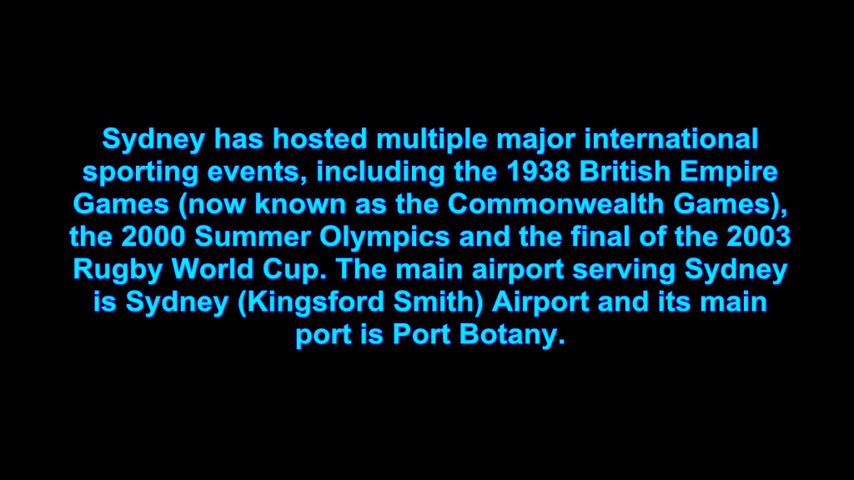 Sydney has hosted multiple major international
sporting events, including the 1938 British Empire
Games (now known as the Commonwealth Games),
the 2000 Summer Olympics and the final of the 2003
Rugby World Cup. The main airport serving Sydney
is Sydney (Kingsford Smith) Airport and its main
port is Port Botany.